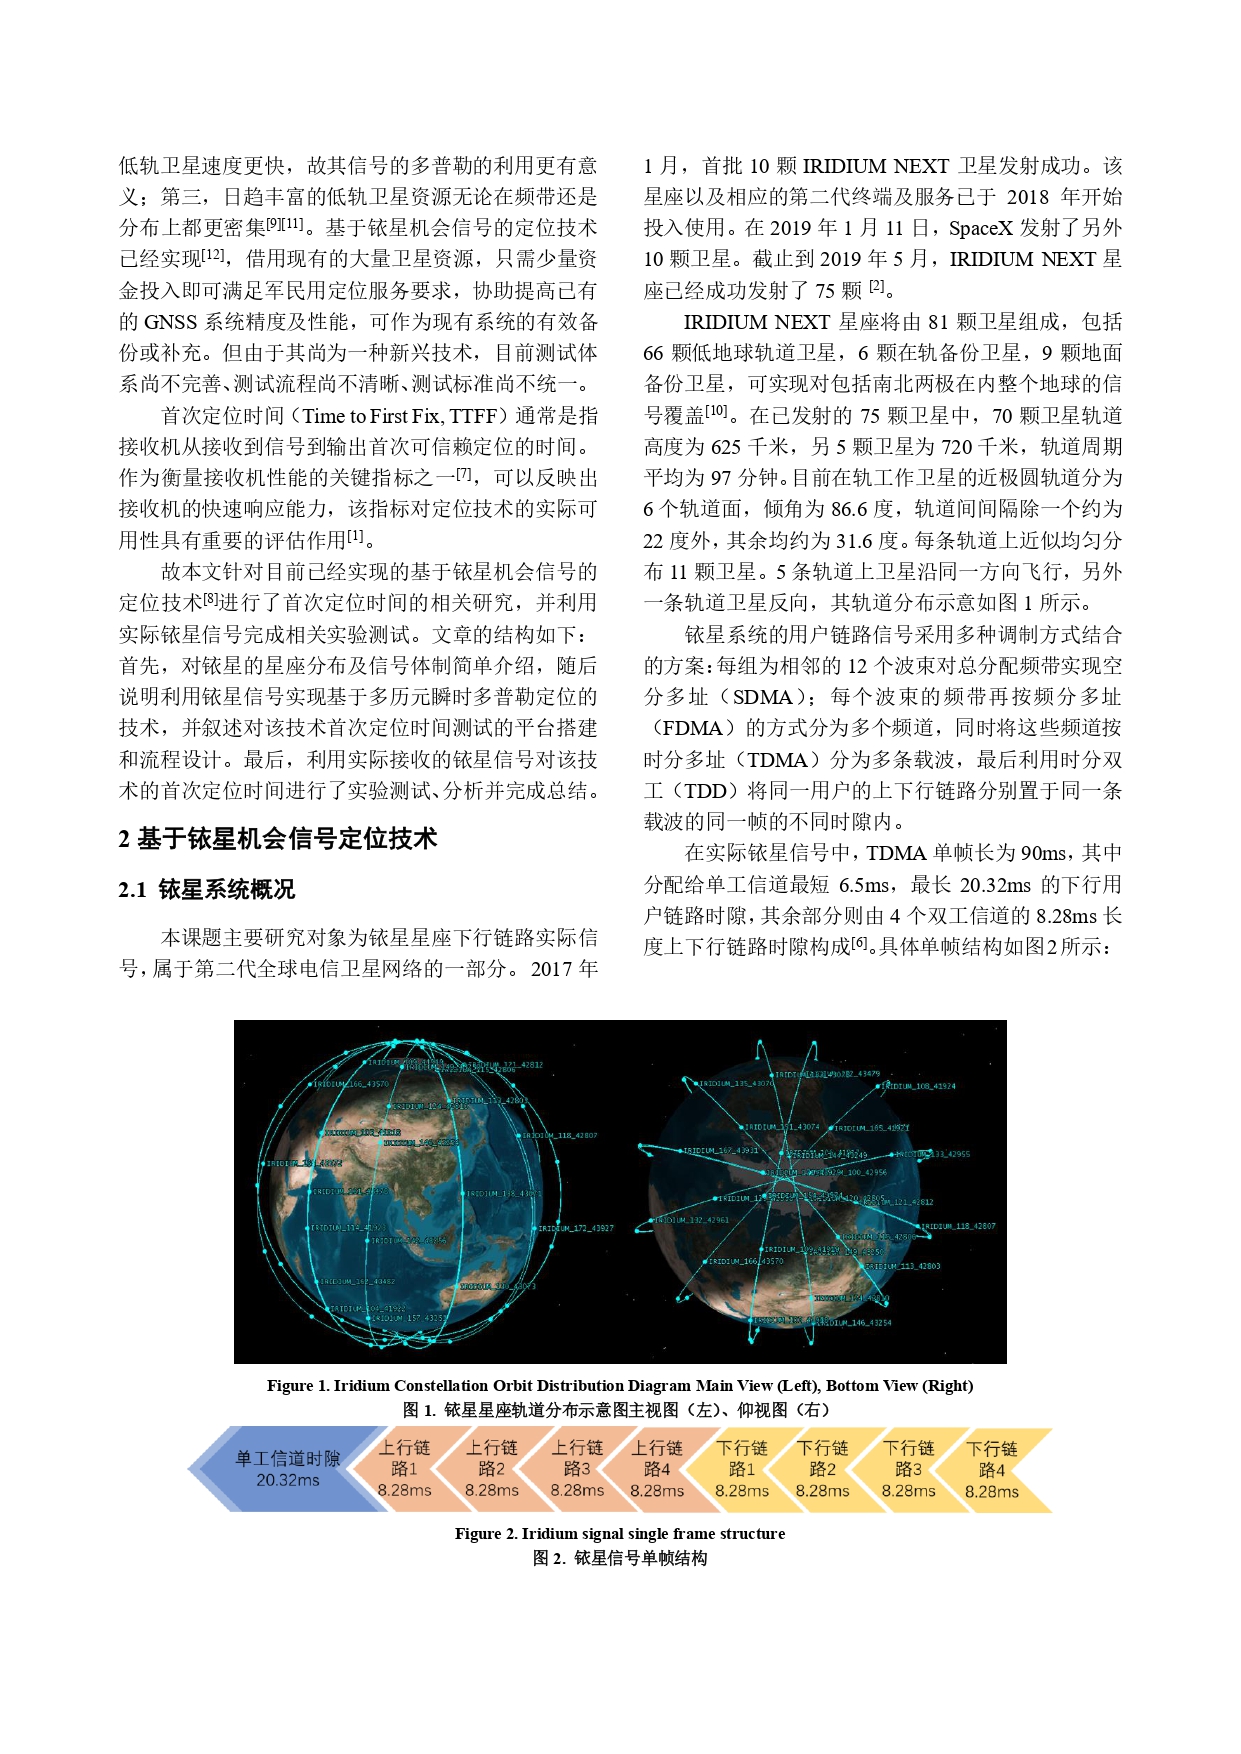 低轨卫星速度更快，故其信号的多普勒的利用更有意
义；第三，日趋丰富的低轨卫星资源无论在频带还是
分布上都更密集[9][11]。基于铱星机会信号的定位技术
已经实现[12]，借用现有的大量卫星资源，只需少量资
金投入即可满足军民用定位服务要求，协助提高已有
的 GNSS 系统精度及性能，可作为现有系统的有效备
份或补充。但由于其尚为一种新兴技术，目前测试体
系尚不完善、测试流程尚不清晰、测试标准尚不统一。
首次定位时间（Time to First Fix, TTFF）通常是指
接收机从接收到信号到输出首次可信赖定位的时间。
作为衡量接收机性能的关键指标之一[7]，可以反映出
接收机的快速响应能力，该指标对定位技术的实际可
用性具有重要的评估作用[1]。
故本文针对目前已经实现的基于铱星机会信号的
定位技术[8]进行了首次定位时间的相关研究，并利用
实际铱星信号完成相关实验测试。文章的结构如下：
首先，对铱星的星座分布及信号体制简单介绍，随后
说明利用铱星信号实现基于多历元瞬时多普勒定位的
技术，并叙述对该技术首次定位时间测试的平台搭建
和流程设计。最后，利用实际接收的铱星信号对该技
术的首次定位时间进行了实验测试、分析并完成总结。
2 基于铱星机会信号定位技术
2.1 铱星系统概况
本课题主要研究对象为铱星星座下行链路实际信
号，属于第二代全球电信卫星网络的一部分。2017 年
1 月，首批 10 颗 IRIDIUM NEXT 卫星发射成功。该
星座以及相应的第二代终端及服务已于 2018 年开始
投入使用。在 2019 年 1 月 11 日，SpaceX 发射了另外
10 颗卫星。截止到 2019 年 5 月，IRIDIUM NEXT 星
座已经成功发射了 75 颗 [2]。
IRIDIUM NEXT 星座将由 81 颗卫星组成，包括
66 颗低地球轨道卫星，6 颗在轨备份卫星，9 颗地面
备份卫星，可实现对包括南北两极在内整个地球的信
号覆盖[10]。在已发射的 75 颗卫星中，70 颗卫星轨道
高度为 625 千米，另 5 颗卫星为 720 千米，轨道周期
平均为 97 分钟。目前在轨工作卫星的近极圆轨道分为
6 个轨道面，倾角为 86.6 度，轨道间间隔除一个约为
22 度外，其余均约为 31.6 度。每条轨道上近似均匀分
布 11 颗卫星。5 条轨道上卫星沿同一方向飞行，另外
一条轨道卫星反向，其轨道分布示意如图 1 所示。
铱星系统的用户链路信号采用多种调制方式结合
的方案：每组为相邻的 12 个波束对总分配频带实现空
分多址（SDMA）；每个波束的频带再按频分多址
（FDMA）的方式分为多个频道，同时将这些频道按
时分多址（TDMA）分为多条载波，最后利用时分双
工（TDD）将同一用户的上下行链路分别置于同一条
载波的同一帧的不同时隙内。
在实际铱星信号中，TDMA 单帧长为 90ms，其中
分配给单工信道最短 6.5ms，最长 20.32ms 的下行用
户链路时隙，其余部分则由 4 个双工信道的 8.28ms 长
度上下行链路时隙构成[6]。具体单帧结构如图2所示：
IRIDIUM_166_43570
IRIDIUM_118_42807
IRIDIUM_172_43927
IRIDIUM_135_43070
IRIDIUM_108_41924
IRIDIUM_167_43931
IRIDIUM_133_42955
IRIDIUM_100_42956
IRIDIUM_121_42812
IRIDIUM_132_42961
IRIDIUM_118_42807
IRIDIUM_166_43570
IRIDIUM_113_42803
IRIDIUM_146_43254
Figure 1. Iridium Constellation Orbit Distribution Diagram Main View (Left), Bottom View (Right)
图 1. 铱星星座轨道分布示意图主视图（左）、仰视图（右）
单工信道时隙
20.32ms
上行链
路1
8.28ms
上行链
路2
8.28ms
上行链
路3
8.28ms
上行链
路4
8.28ms
下行链
路1
8.28ms
下行链
路2
8.28ms
下行链
路3
8.28ms
下行链
路4
8.28ms
Figure 2. Iridium signal single frame structure
图 2. 铱星信号单帧结构